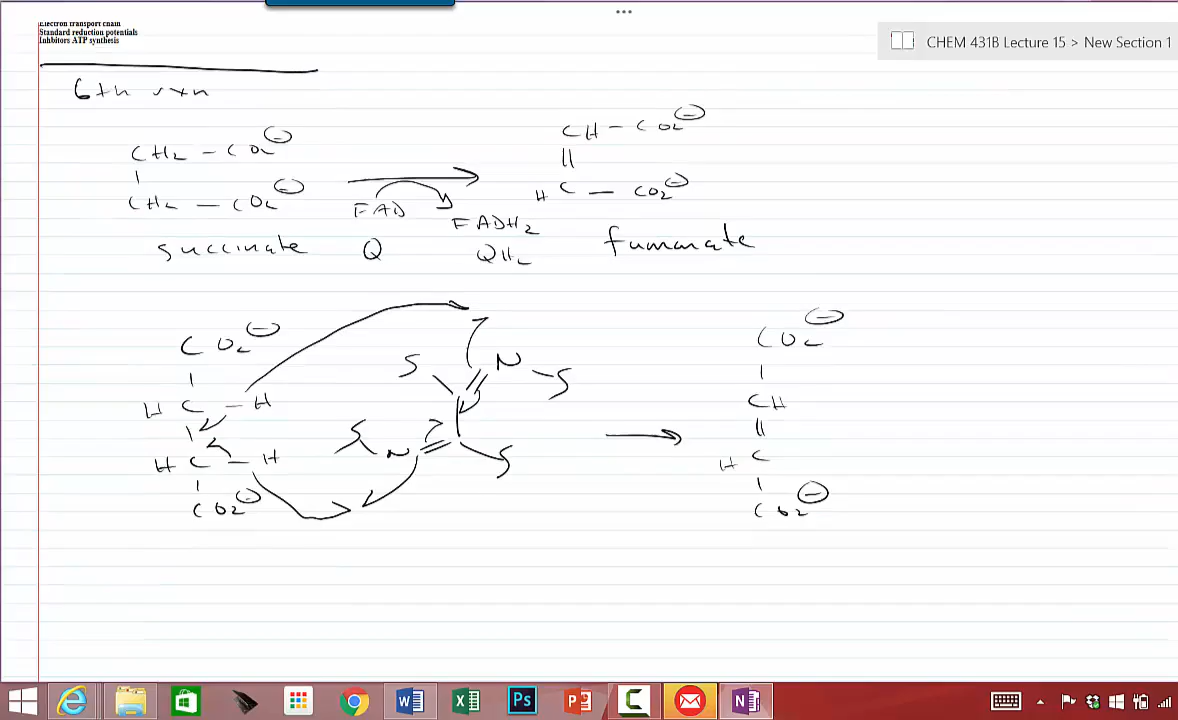 Electron transport chain
Standard reduction potentials
Inhibitors ATP synthesis
CHEM 431B Lecture 15 > New Section 1
6th rxn
CH2 - CO2⊖
CH2 - CO2⊖
FAD
FADH2
CH - CO2⊖
||
H C - CO2⊖
succinate Q QH2 fumarate
CO2⊖
H C - H
H C - H
CO2⊖
N
N
CO2⊖
CH
||
H C
CO2⊖